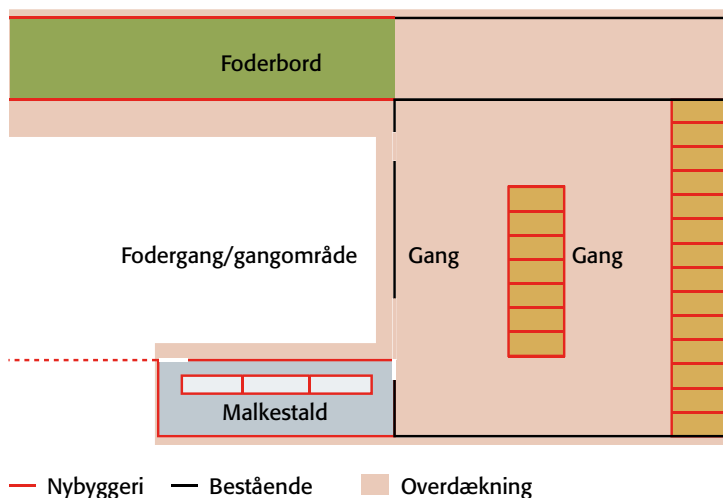 Foderbord
Fodergang/gangområde
Gang
Gang
Malkestald
Nybyggeri
Bestående
Overdækning